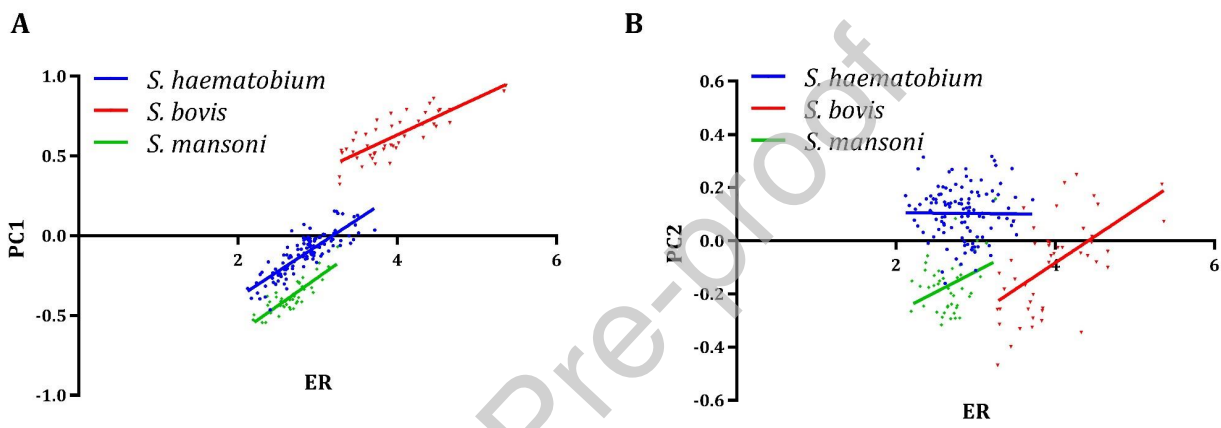 A
B
S. haematobium
S. bovis
S. mansoni
1.0
0.5
0.0
-0.5
-1.0
2
4
6
PC1
ER
S. haematobium
S. bovis
S. mansoni
0.6
0.4
0.2
0.0
-0.2
-0.4
-0.6
2
4
6
PC2
ER
Pre-proof